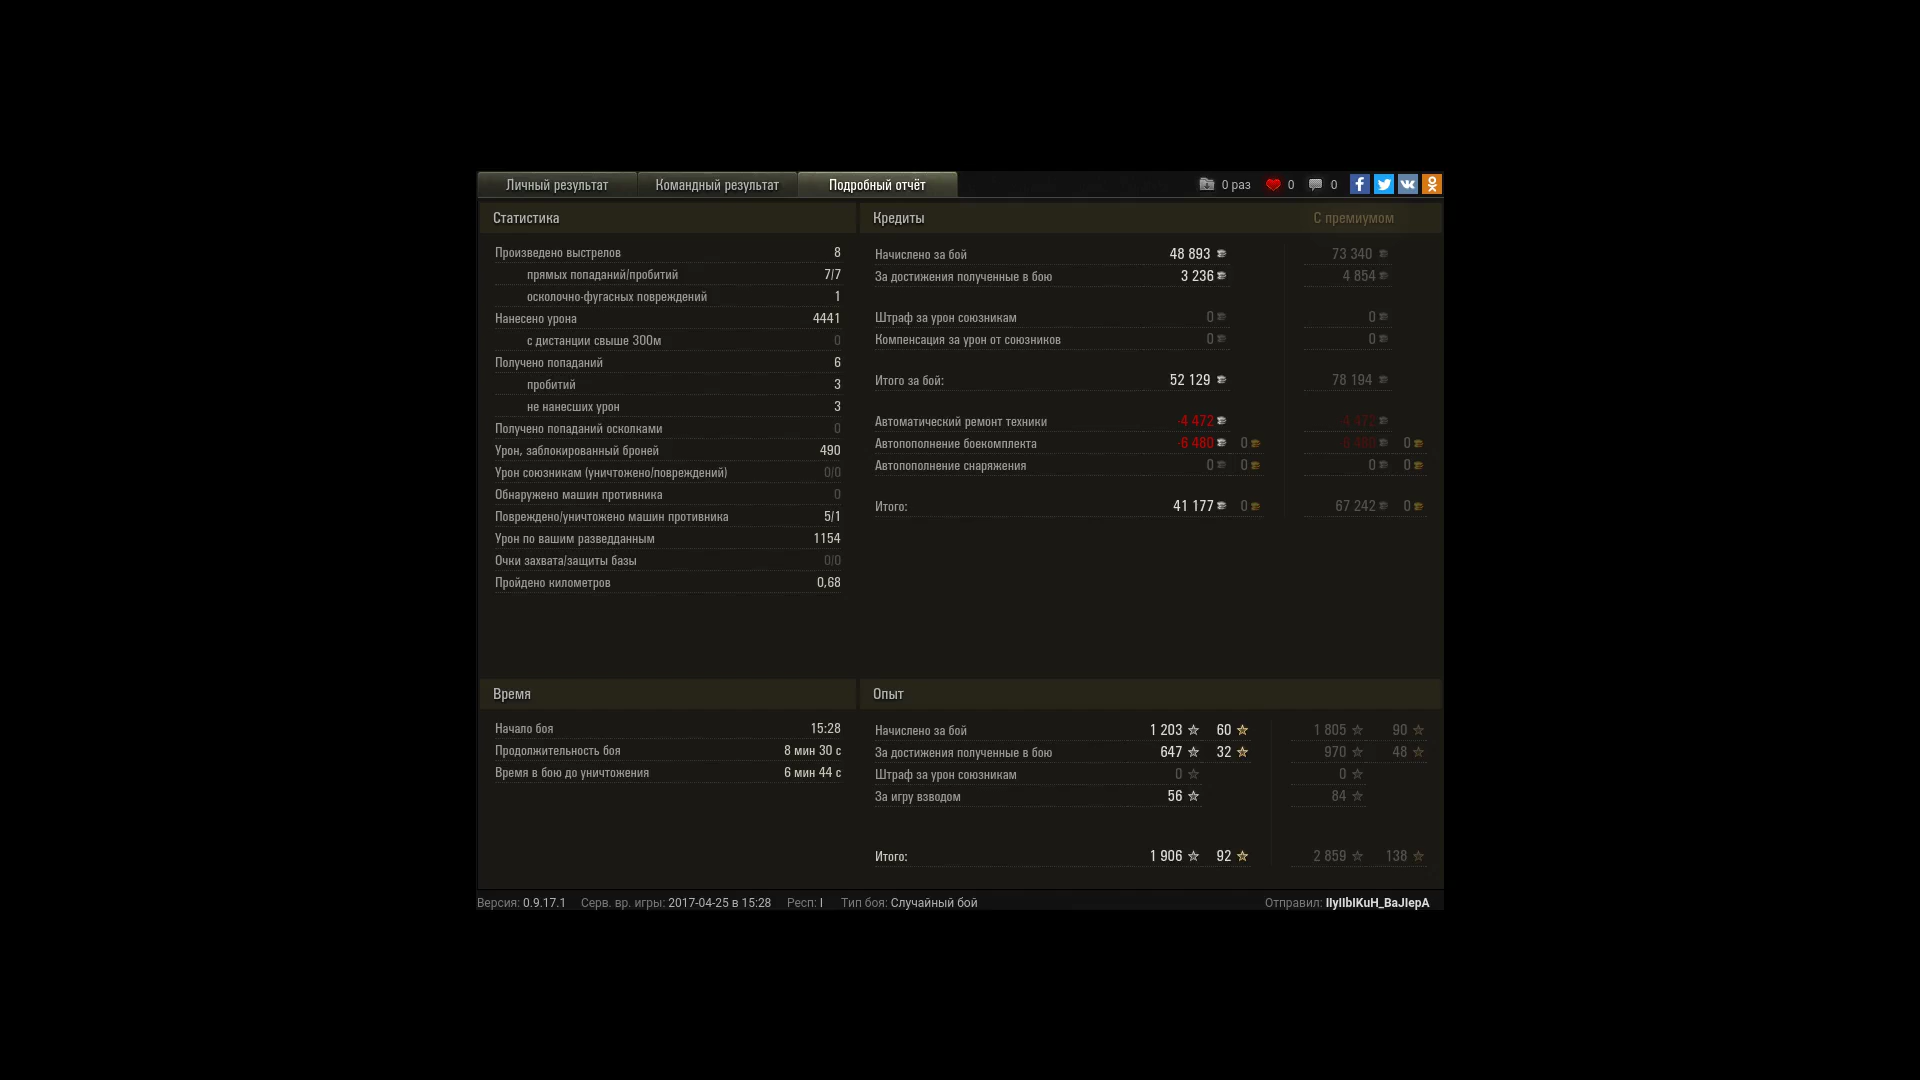 Личный результат Командный результат Подробный отчёт 0 раз 0 0
Статистика
Произведено выстрелов 8
прямых попаданий/пробитий 7/7
осколочно-фугасных повреждений 1
Нанесено урона 4441
с дистанции свыше 300м 0
Получено попаданий 6
пробитий 3
не нанесших урон 3
Получено попаданий осколками 0
Урон, заблокированный броней 490
Урон союзникам (уничтожено/повреждений) 0/0
Обнаружено машин противника 0
Повреждено/уничтожено машин противника 5/1
Урон по вашим разведданным 1154
Очки захвата/защиты базы 0/0
Пройдено километров 0,68
Кредиты С премиумом
Начислено за бой 48 893 73 340
За достижения полученные в бою 3 236 4 854
Штраф за урон союзникам 0 0
Компенсация за урон от союзников 0 0
Итого за бой: 52 129 78 194
Автоматический ремонт техники -4 472 -4 472
Автопополнение боекомплекта -6 480 0 -6 480 0
Автопополнение снаряжения 0 0 0 0
Итого: 41 177 0 67 242 0
Время
Начало боя 15:28
Продолжительность боя 8 мин 30 с
Время в бою до уничтожения 6 мин 44 с
Опыт
Начислено за бой 1 203 60 1 805 90
За достижения полученные в бою 647 32 970 48
Штраф за урон союзникам 0 0
За игру взводом 56 84
Итого: 1 906 92 2 859 138
Версия: 0.9.17.1 Серв. вр. игры: 2017-04-25 в 15:28 Респ: I Тип боя: Случайный бой Отправил: IIyIIbIKuH_BaJIepA